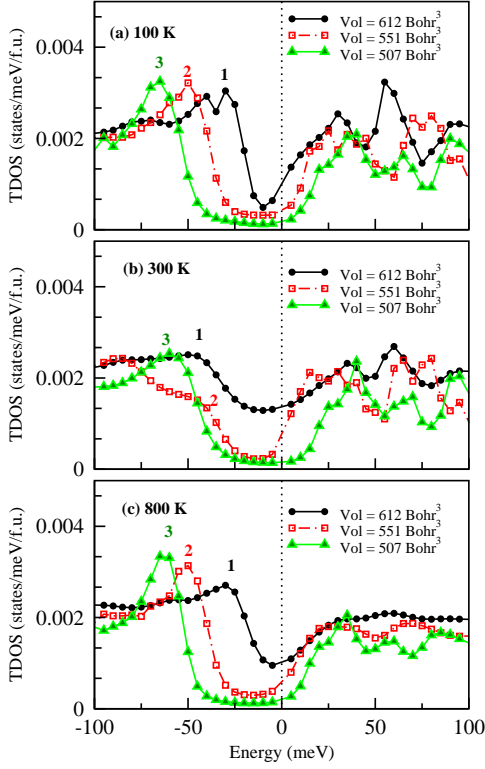 (a) 100 K
Vol = 612 Bohr³
Vol = 551 Bohr³
Vol = 507 Bohr³
3
2
1
0.004
0.002
0
TDOS (states/meV/f.u.)
(b) 300 K
Vol = 612 Bohr³
Vol = 551 Bohr³
Vol = 507 Bohr³
3
1
2
0.004
0.002
0
TDOS (states/meV/f.u.)
(c) 800 K
Vol = 612 Bohr³
Vol = 551 Bohr³
Vol = 507 Bohr³
3
2
1
0.004
0.002
0
TDOS (states/meV/f.u.)
-100 -50 0 50 100
Energy (meV)